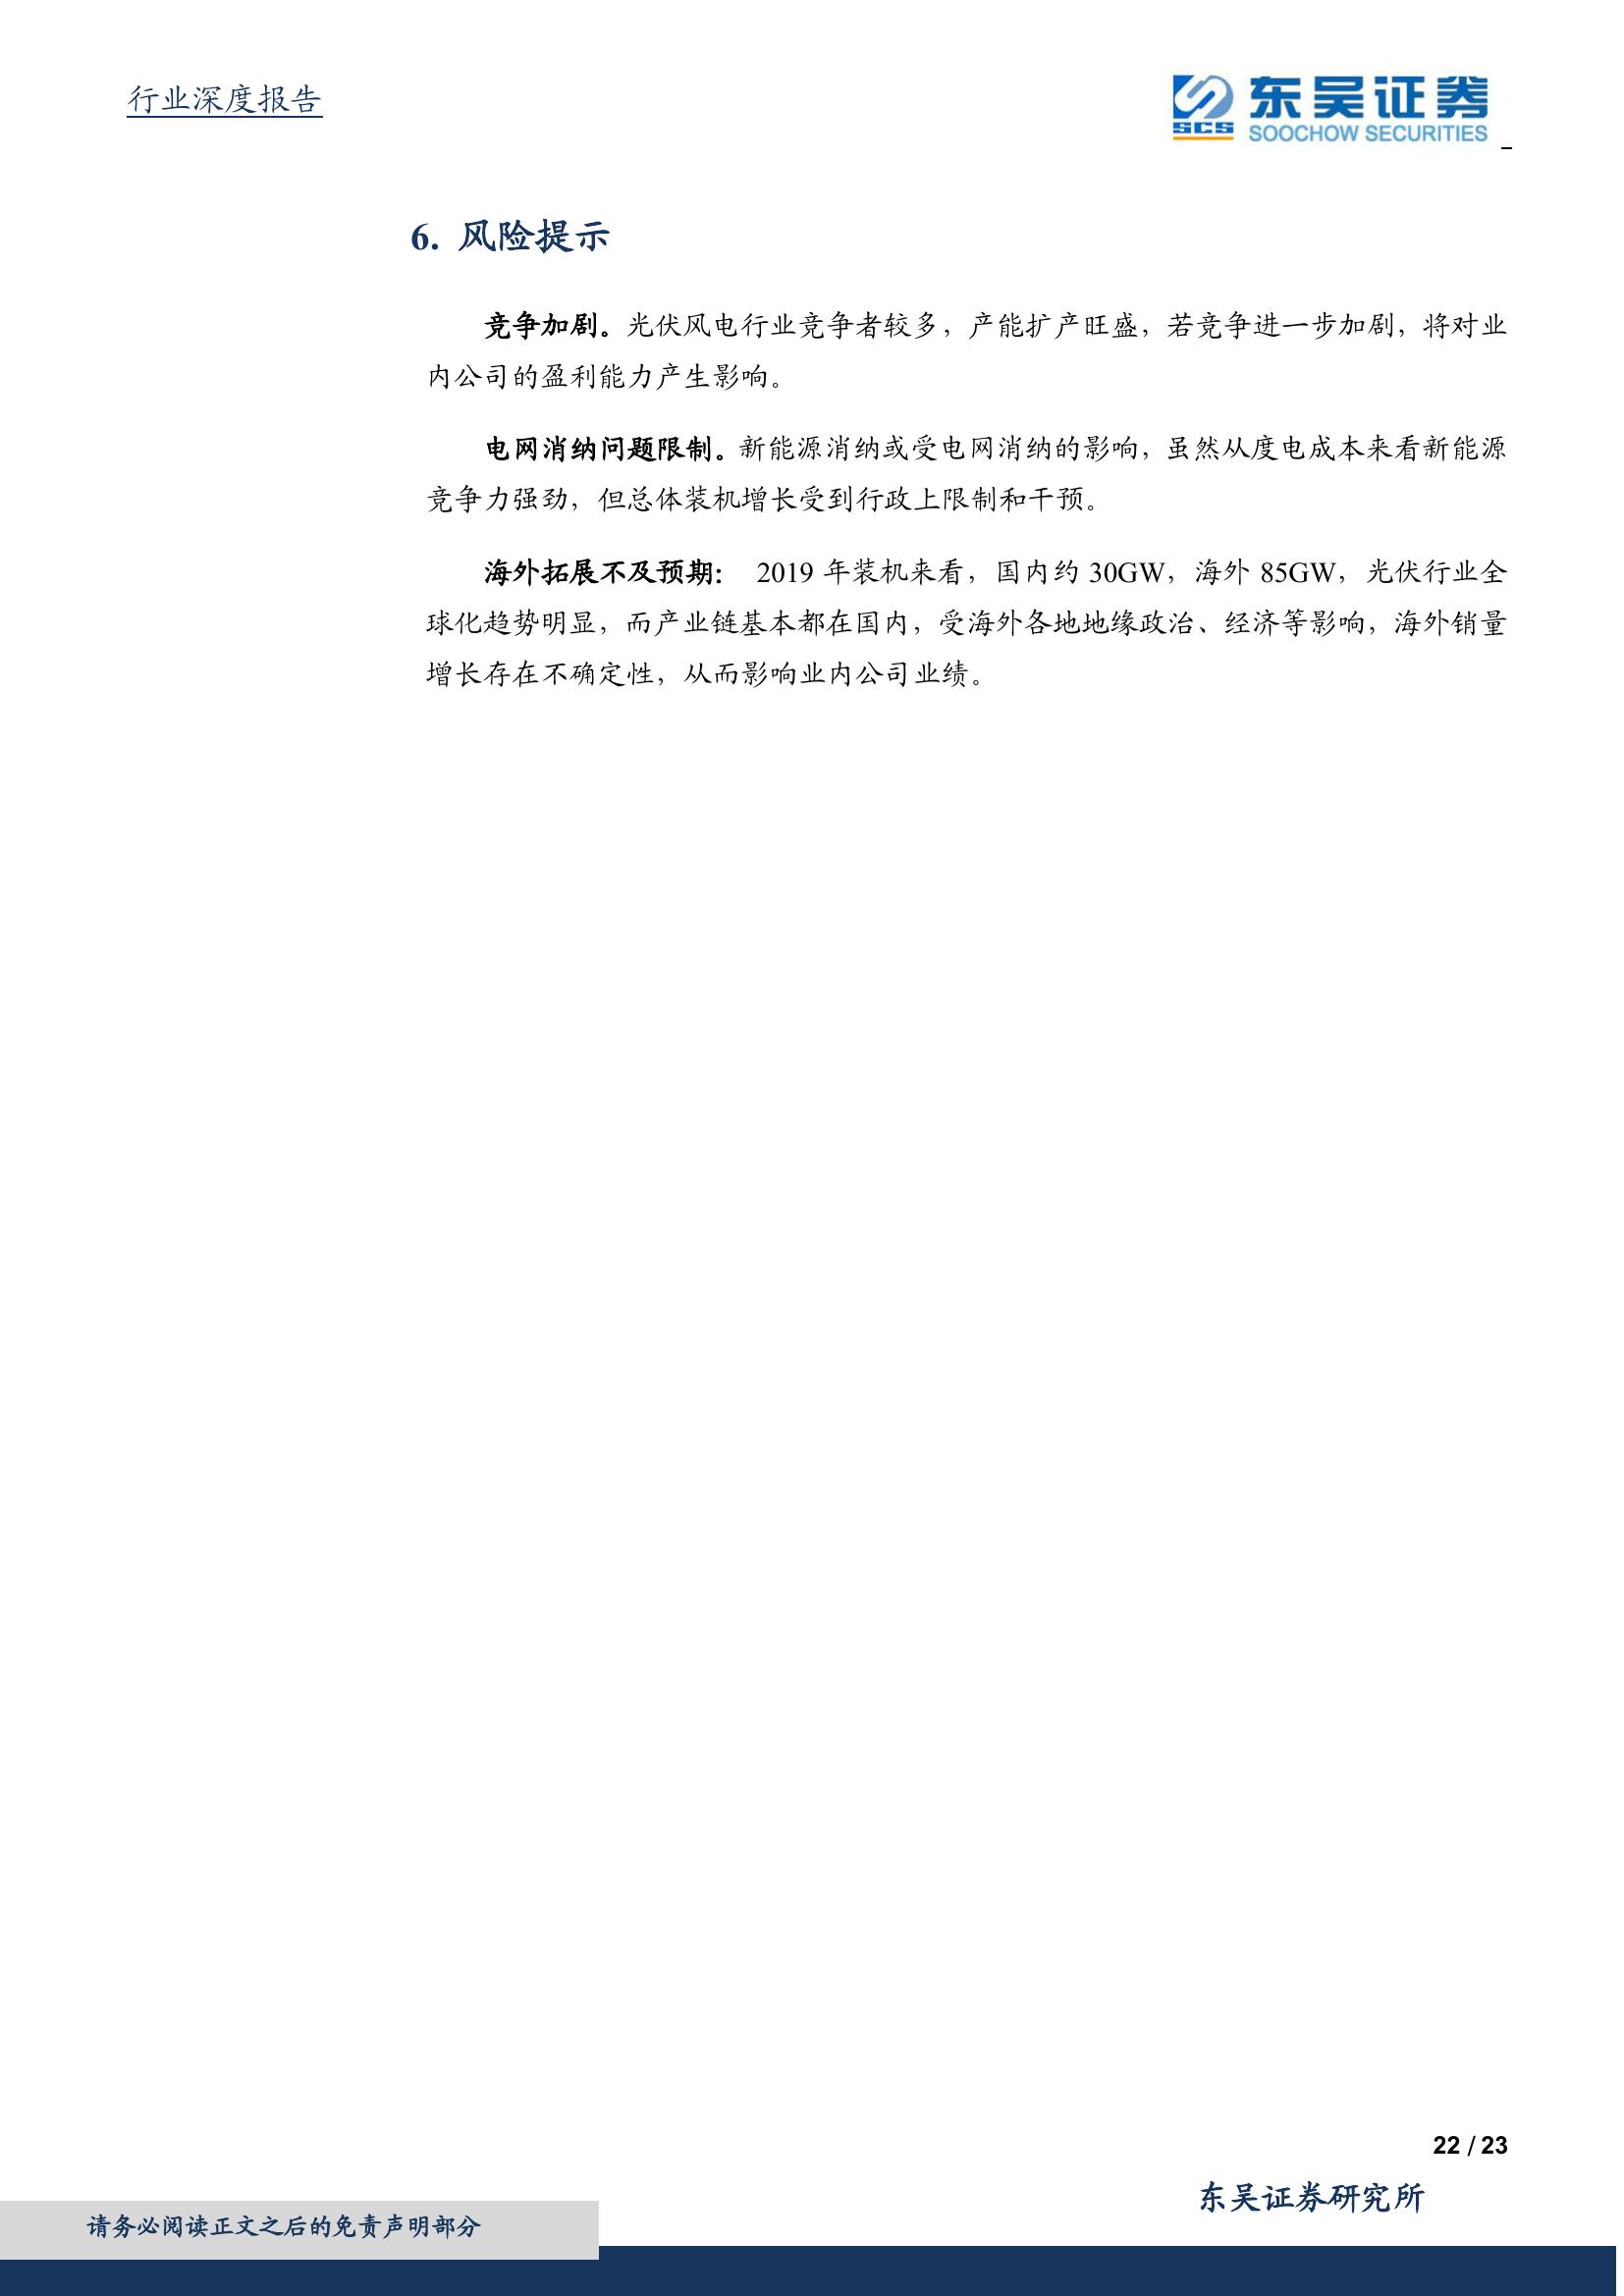 行业深度报告
SCS
东吴证券
SOOCHOW SECURITIES
6. 风险提示
竞争加剧。光伏风电行业竞争者较多，产能扩产旺盛，若竞争进一步加剧，将对业
内公司的盈利能力产生影响。
电网消纳问题限制。新能源消纳或受电网消纳的影响，虽然从度电成本来看新能源
竞争力强劲，但总体装机增长受到行政上限制和干预。
海外拓展不及预期： 2019 年装机来看，国内约 30GW，海外 85GW，光伏行业全
球化趋势明显，而产业链基本都在国内，受海外各地地缘政治、经济等影响，海外销量
增长存在不确定性，从而影响业内公司业绩。
22 / 23
东吴证券研究所
请务必阅读正文之后的免责声明部分